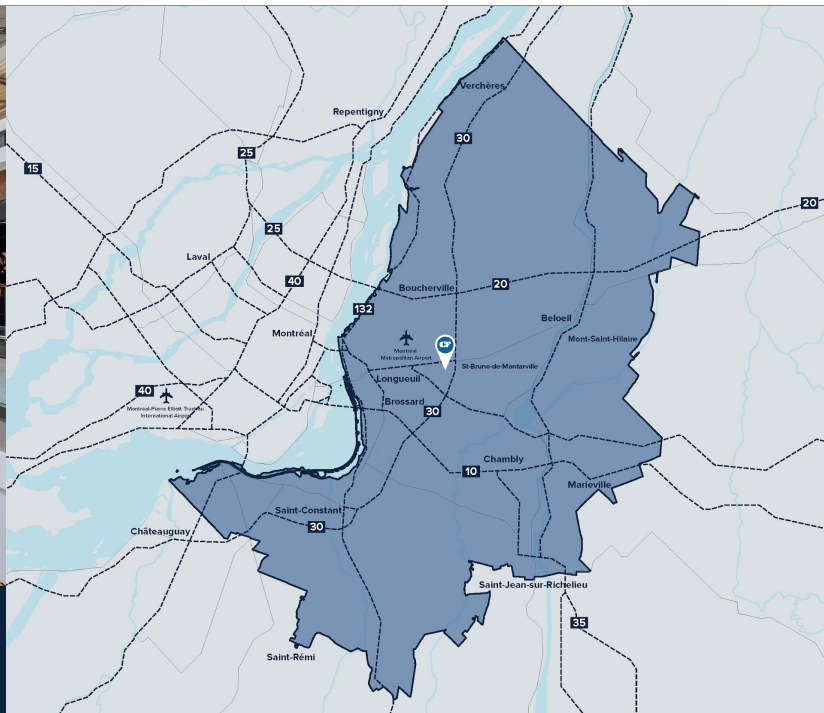 Verchères
Repentigny
30
25
15
20
25
Laval
40
20
Boucherville
132
Beloeil
Montréal
Mont-Saint-Hilaire
CF
Montréal
Metropolitan Airport
St-Bruno-de-Montarville
Longueuil
40
Brossard
30
Montréal-Pierre Elliott Trudeau
International Airport
Chambly
10
Marieville
Saint-Constant
30
Châteauguay
Saint-Jean-sur-Richelieu
35
Saint-Rémi